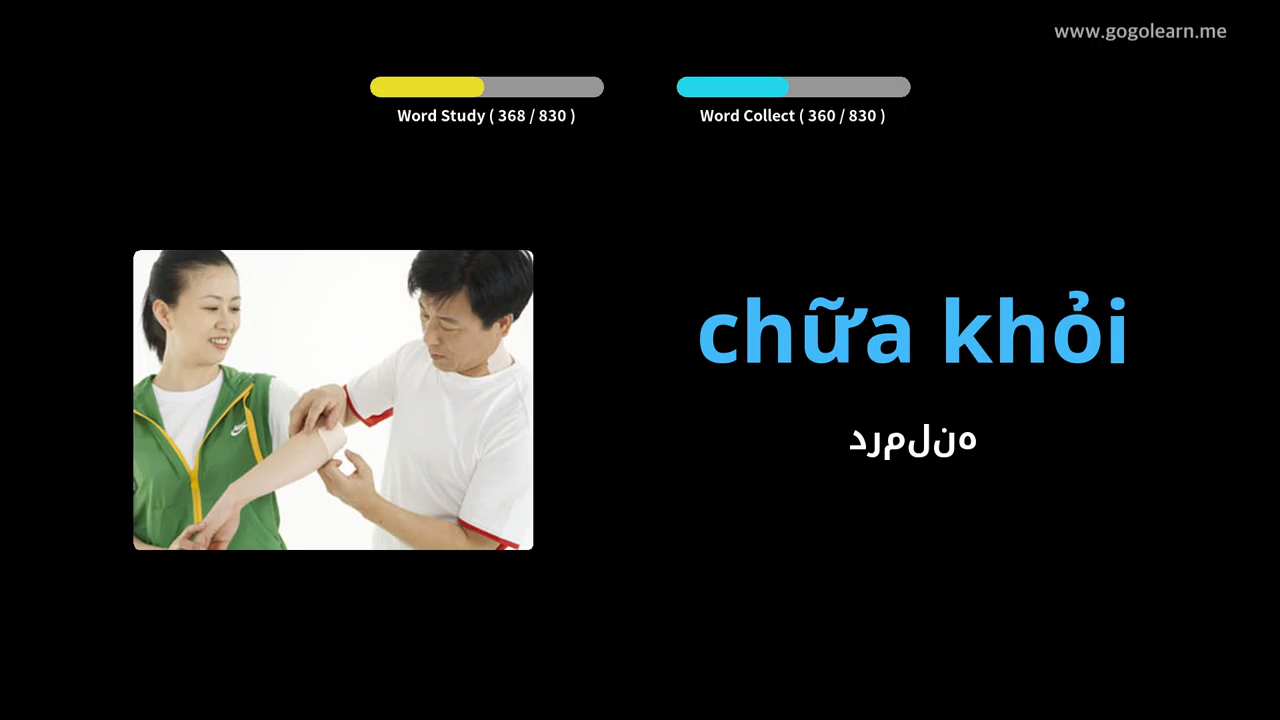 www.gogolearn.me
Word Study ( 368 / 830 )
Word Collect ( 360 / 830 )
chữa khỏi
درملنه